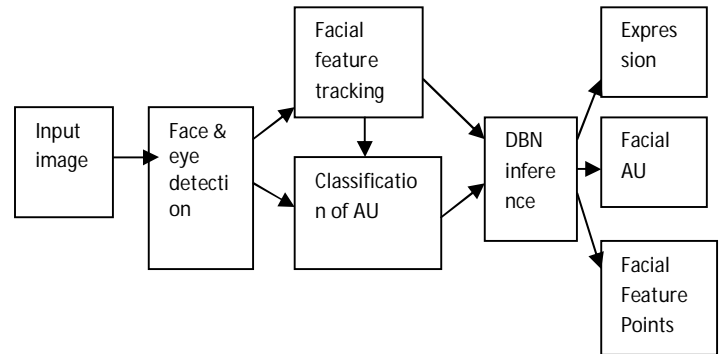 Input
image
Face &
eye
detecti
on
Facial
feature
tracking
Classificatio
n of AU
DBN
infere
nce
Expres
sion
Facial
AU
Facial
Feature
Points